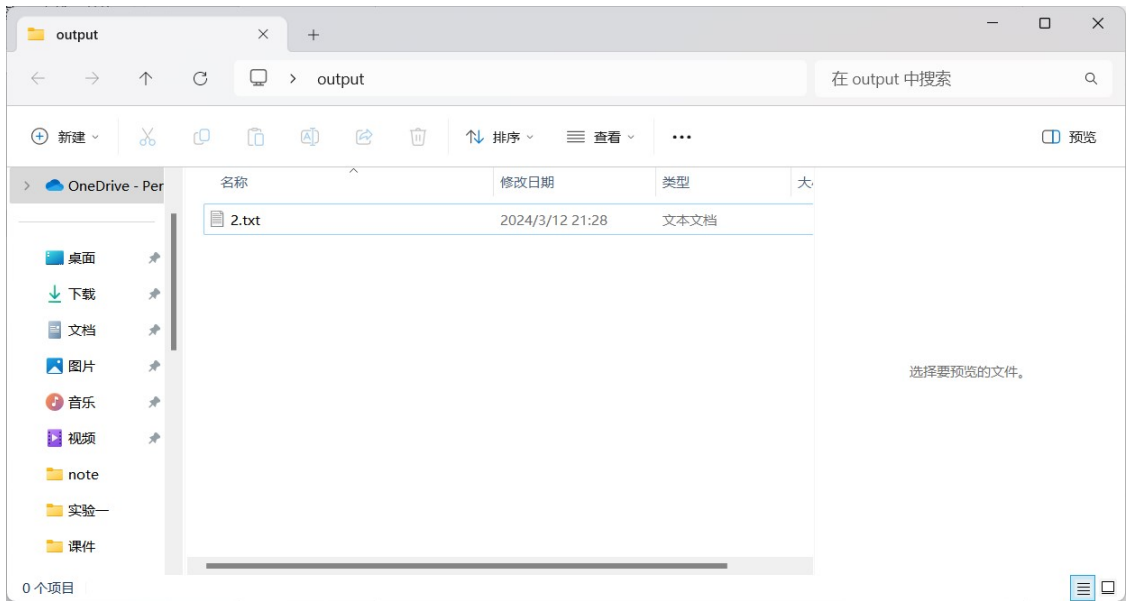 output
output
在 output 中搜索
新建
排序
查看
预览
OneDrive - Per
名称
修改日期
类型
大
2.txt
2024/3/12 21:28
文本文档
桌面
下载
文档
图片
音乐
视频
note
实验一
课件
选择要预览的文件。
0 个项目